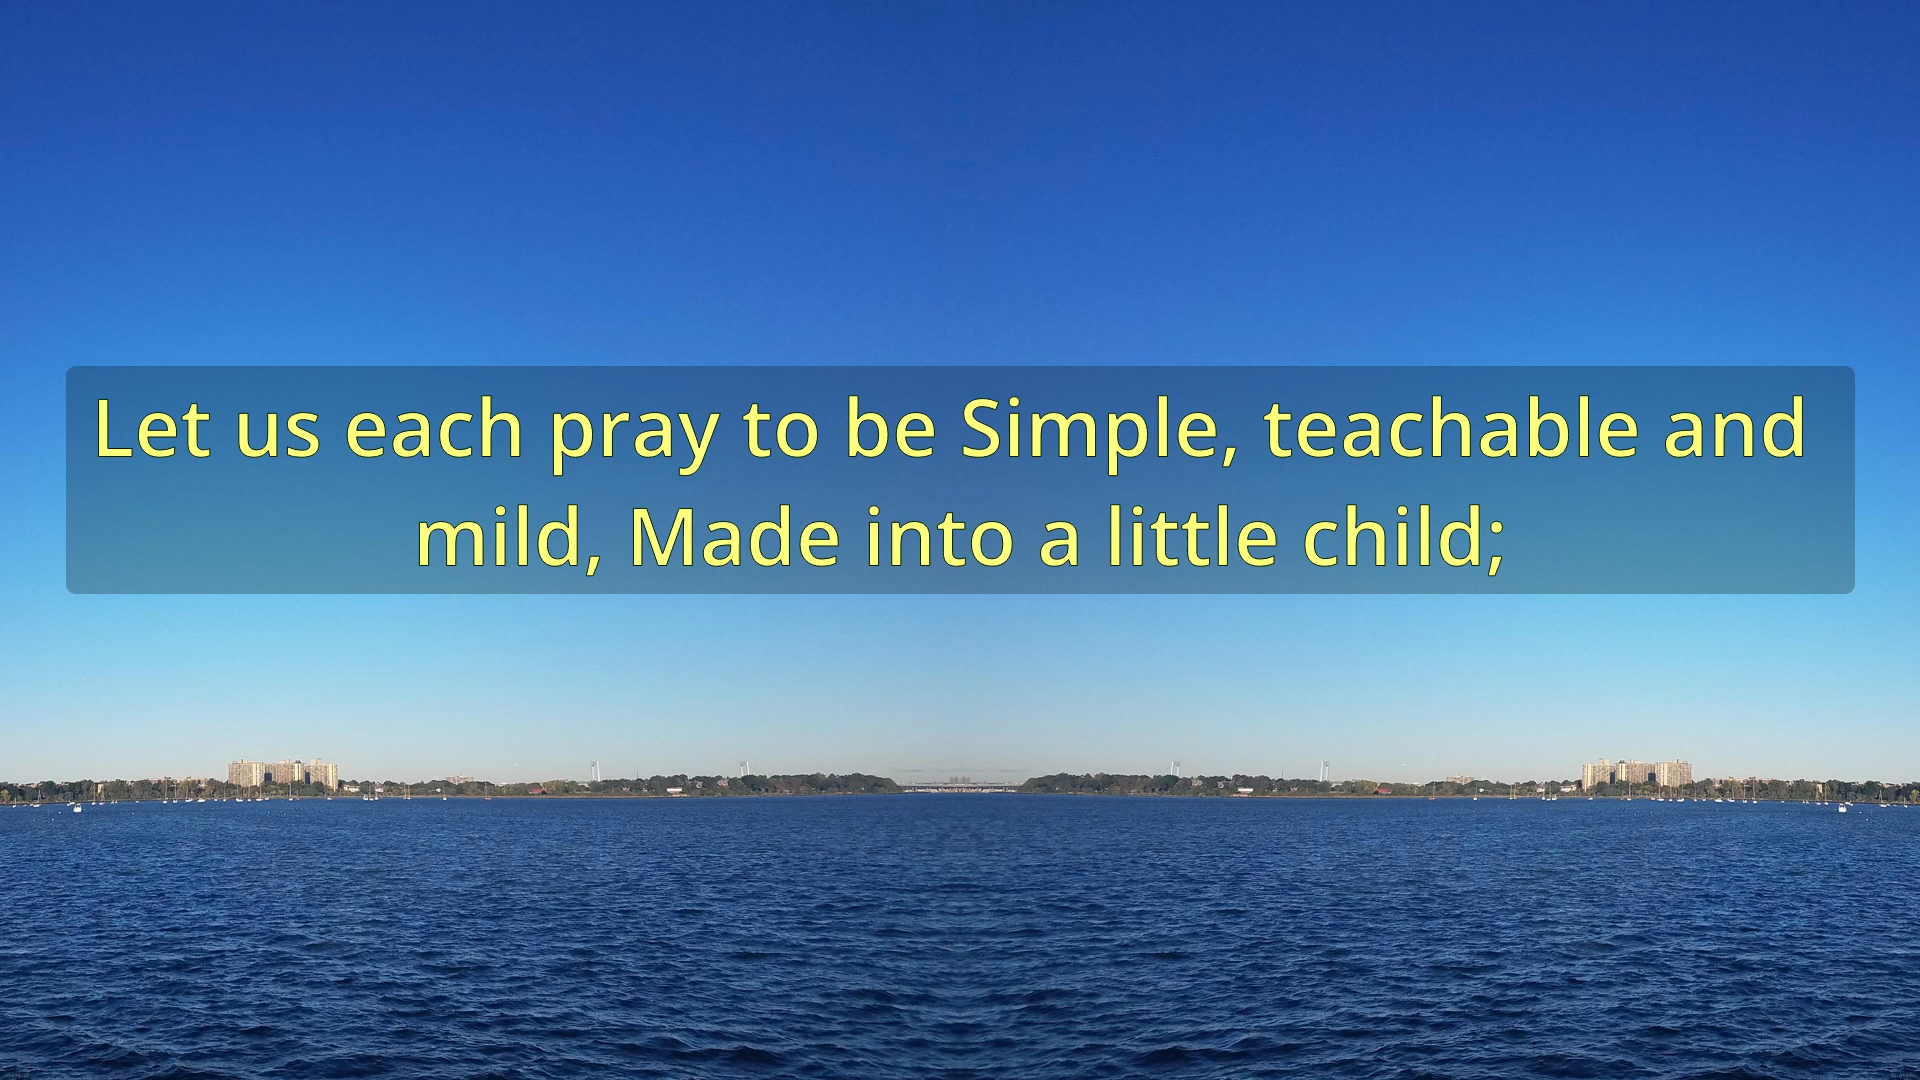 Let us each pray to be Simple, teachable and
mild, Made into a little child;